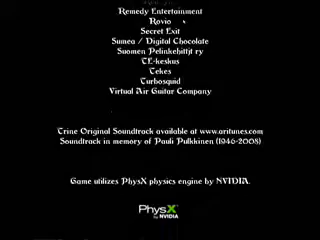 Remedy Entertainment
Rovio
Secret Exit
Sumea / Digital Chocolate
Suomen Pelinkehittjt ry
TE-keskus
Tekes
Turbosquid
Virtual Air Guitar Company
Trine Original Soundtrack available at www.aritunes.com
Soundtrack in memory of Pauli Pulkkinen (1946-2008)
Game utilizes PhysX physics engine by NVIDIA.
PhysX
by NVIDIA